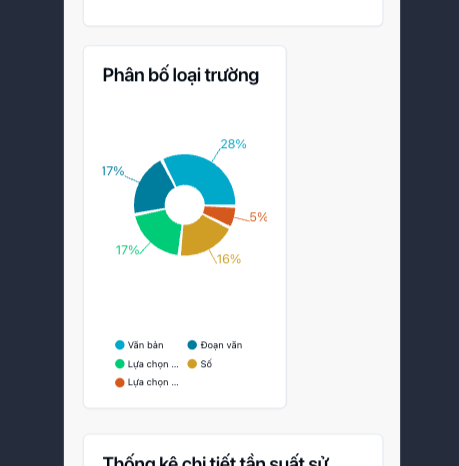 Phân bố loại trường
28%
17%
5%
17%
16%
Văn bản
Đoạn văn
Lựa chọn ...
Số
Lựa chọn ...
Thống kê chi tiết tần suất sử